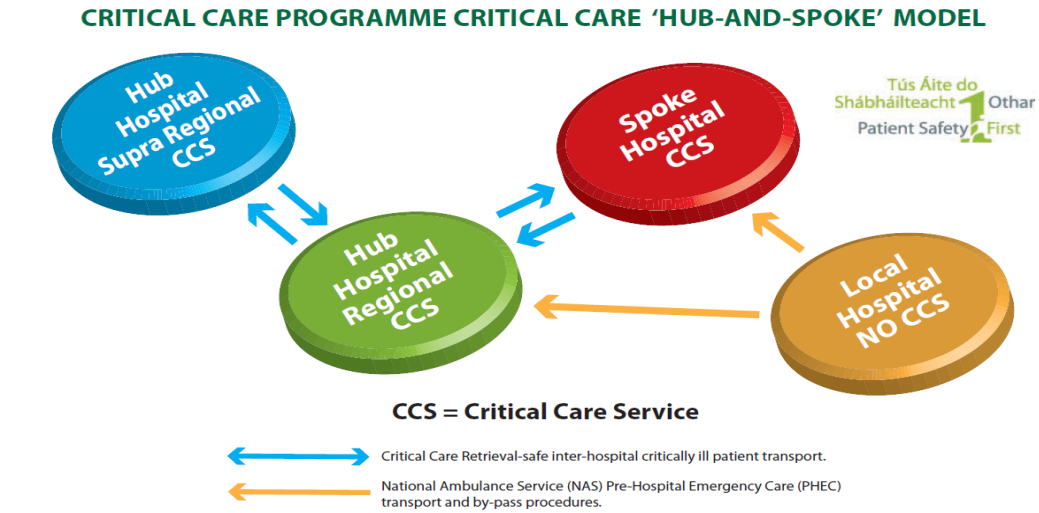 CRITICAL CARE PROGRAMME CRITICAL CARE ‘HUB-AND-SPOKE’ MODEL
Hub
Hospital
Supra Regional
CCS
Spoke
Hospital
CCS
Tús Áite do
Shábháilteacht 1 Othar
Patient Safety First
Hub
Hospital
Regional
CCS
Local
Hospital
NO CCS
CCS = Critical Care Service
Critical Care Retrieval-safe inter-hospital critically ill patient transport.
National Ambulance Service (NAS) Pre-Hospital Emergency Care (PHEC)
transport and by-pass procedures.